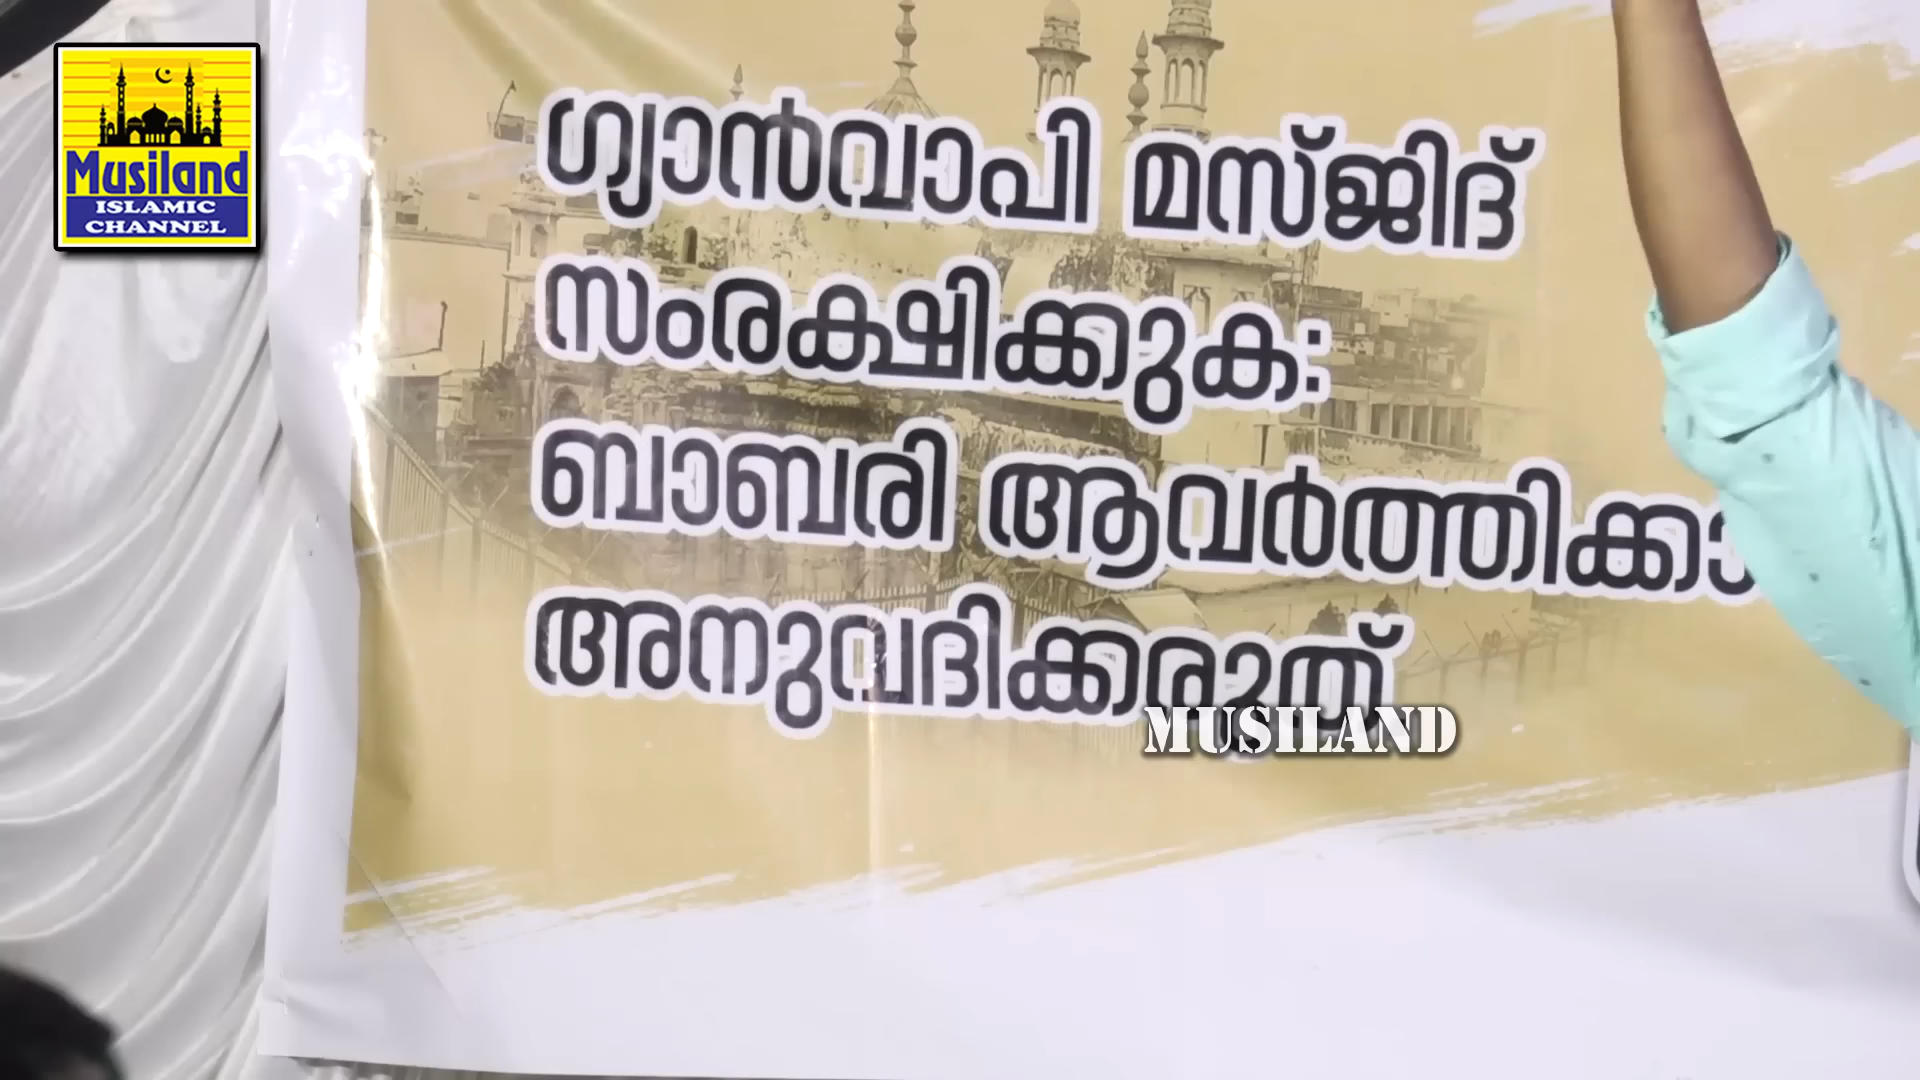 Musiland
ISLAMIC
CHANNEL
ഗ്യാൻവാപി മസ്ജിദ്
സംരക്ഷിക്കുക:
ബാബരി ആവർത്തിക്കാ
അനുവദിക്കരുത്
MUSILAND